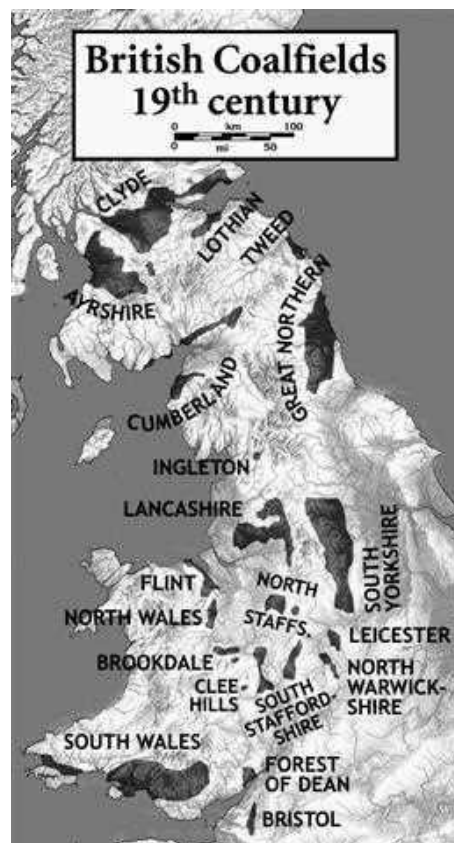 British Coalfields
19th century
0 km 100
0 mi 50
CLYDE
LOTHIAN
TWEED
AYRSHIRE
GREAT NORTHERN
CUMBERLAND
INGLETON
LANCASHIRE
SOUTH YORKSHIRE
FLINT
NORTH
STAFFS.
NORTH WALES
LEICESTER
BROOKDALE
NORTH
WARWICK-
SHIRE
CLEE
HILLS
SOUTH
STAFFORD-
SHIRE
SOUTH WALES
FOREST
OF DEAN
BRISTOL